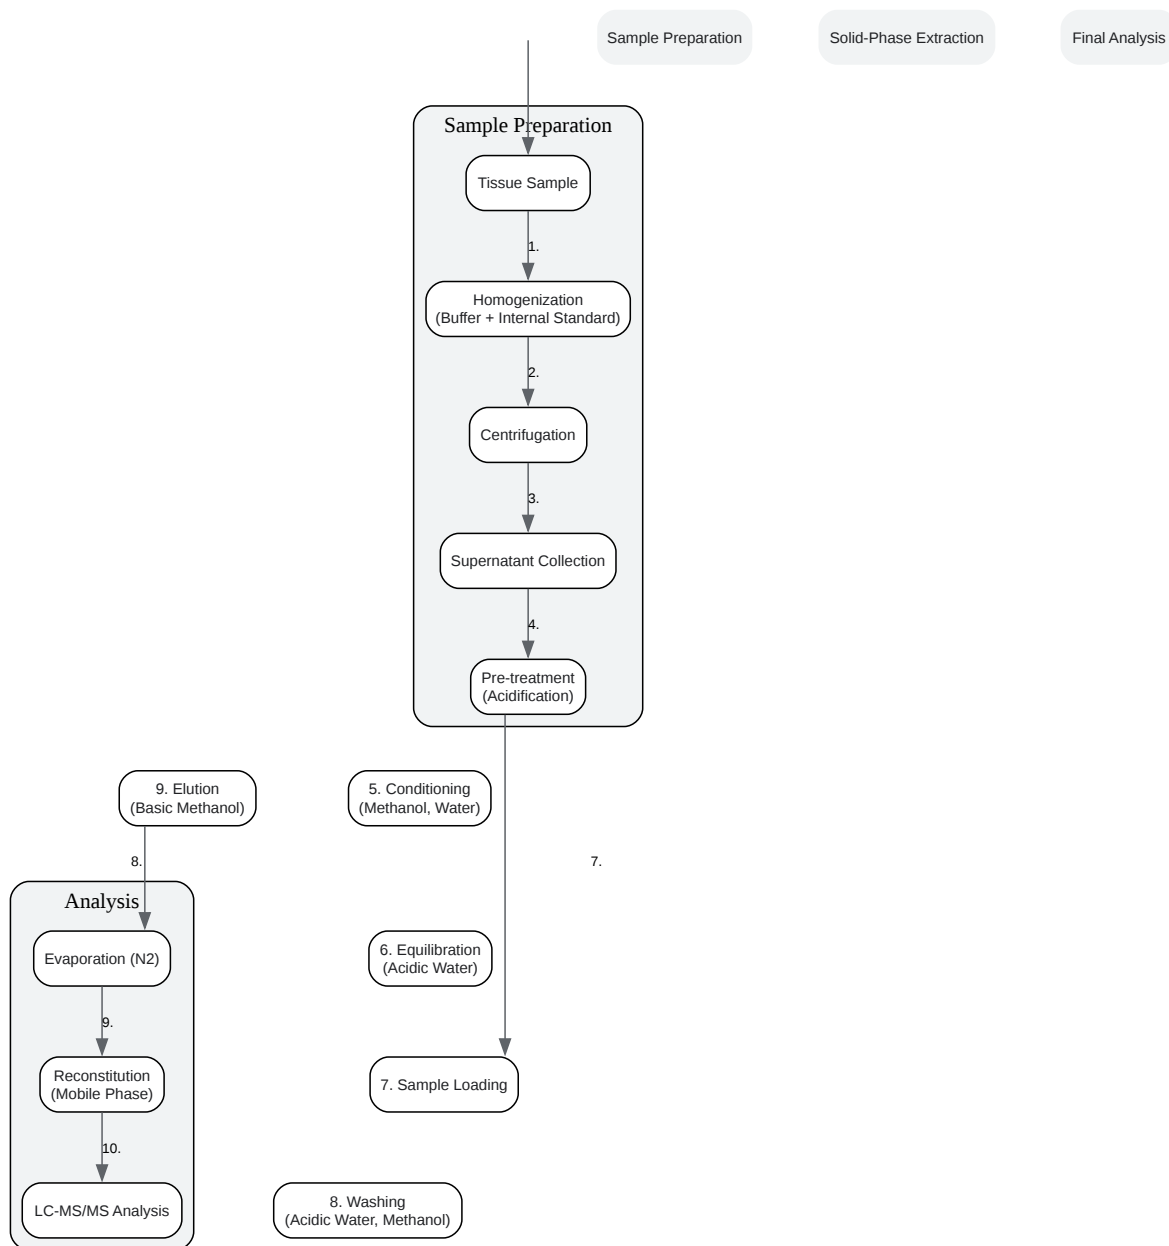 Sample Preparation
Solid-Phase Extraction
Final Analysis
Sample Preparation
Tissue Sample
1.
Homogenization
(Buffer + Internal Standard)
2.
Centrifugation
3.
Supernatant Collection
4.
Pre-treatment
(Acidification)
9. Elution
(Basic Methanol)
5. Conditioning
(Methanol, Water)
8.
7.
Analysis
Evaporation (N2)
6. Equilibration
(Acidic Water)
9.
Reconstitution
(Mobile Phase)
7. Sample Loading
10.
LC-MS/MS Analysis
8. Washing
(Acidic Water, Methanol)